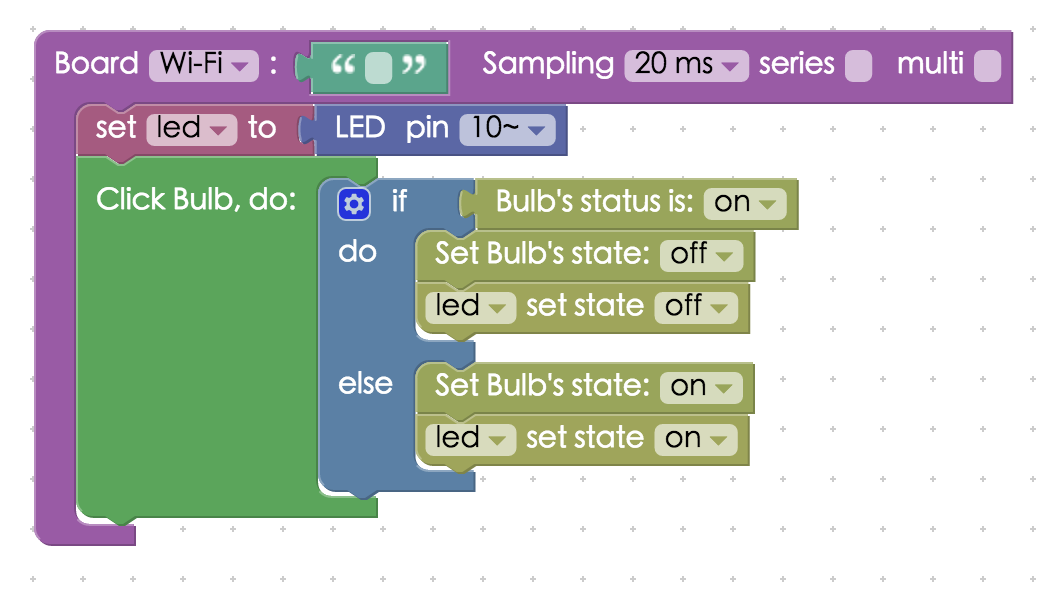 Board Wi-Fi : “ ” Sampling 20 ms series multi
set led to LED pin 10~
Click Bulb, do: if Bulb's status is: on
do Set Bulb's state: off
led set state off
else Set Bulb's state: on
led set state on